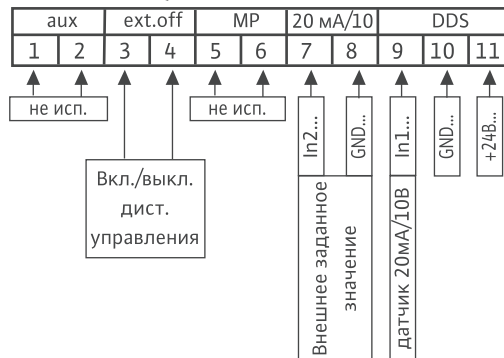 aux ext.off MP 20 мА/10 DDS
1 2 3 4 5 6 7 8 9 10 11
не исп. не исп.
In2... GND... In1... GND... +24В...
Вкл./выкл.
дист.
управления
Внешнее заданное
значение
датчик 20мА/10В